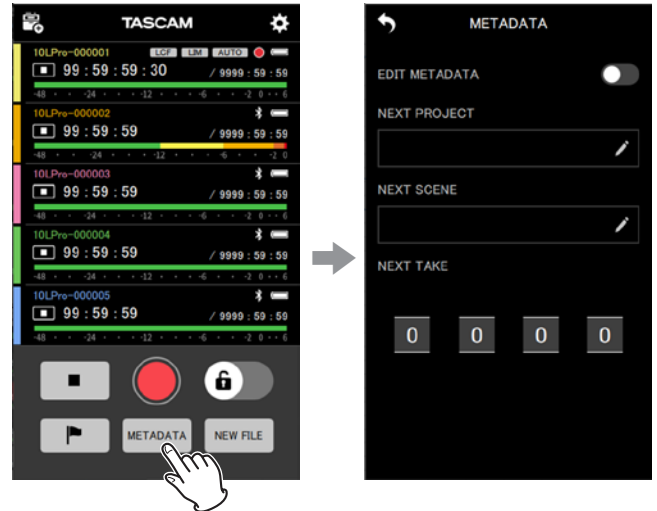 TASCAM
10LPro-000001 LCF LIM AUTO
99 : 59 : 59 : 30 / 9999 : 59 : 59
-48 -24 -12 -6 -2 0 6
10LPro-000002
99 : 59 : 59 / 9999 : 59 : 59
-48 -24 -12 -6 -2 0
10LPro-000003
99 : 59 : 59 / 9999 : 59 : 59
-48 -24 -12 -6 -2 0 6
10LPro-000004
99 : 59 : 59 / 9999 : 59 : 59
-48 -24 -12 -6 -2 0 6
10LPro-000005
99 : 59 : 59 / 9999 : 59 : 59
-48 -24 -12 -6 -2 0 6
METADATA NEW FILE
METADATA
EDIT METADATA
NEXT PROJECT
NEXT SCENE
NEXT TAKE
0 0 0 0